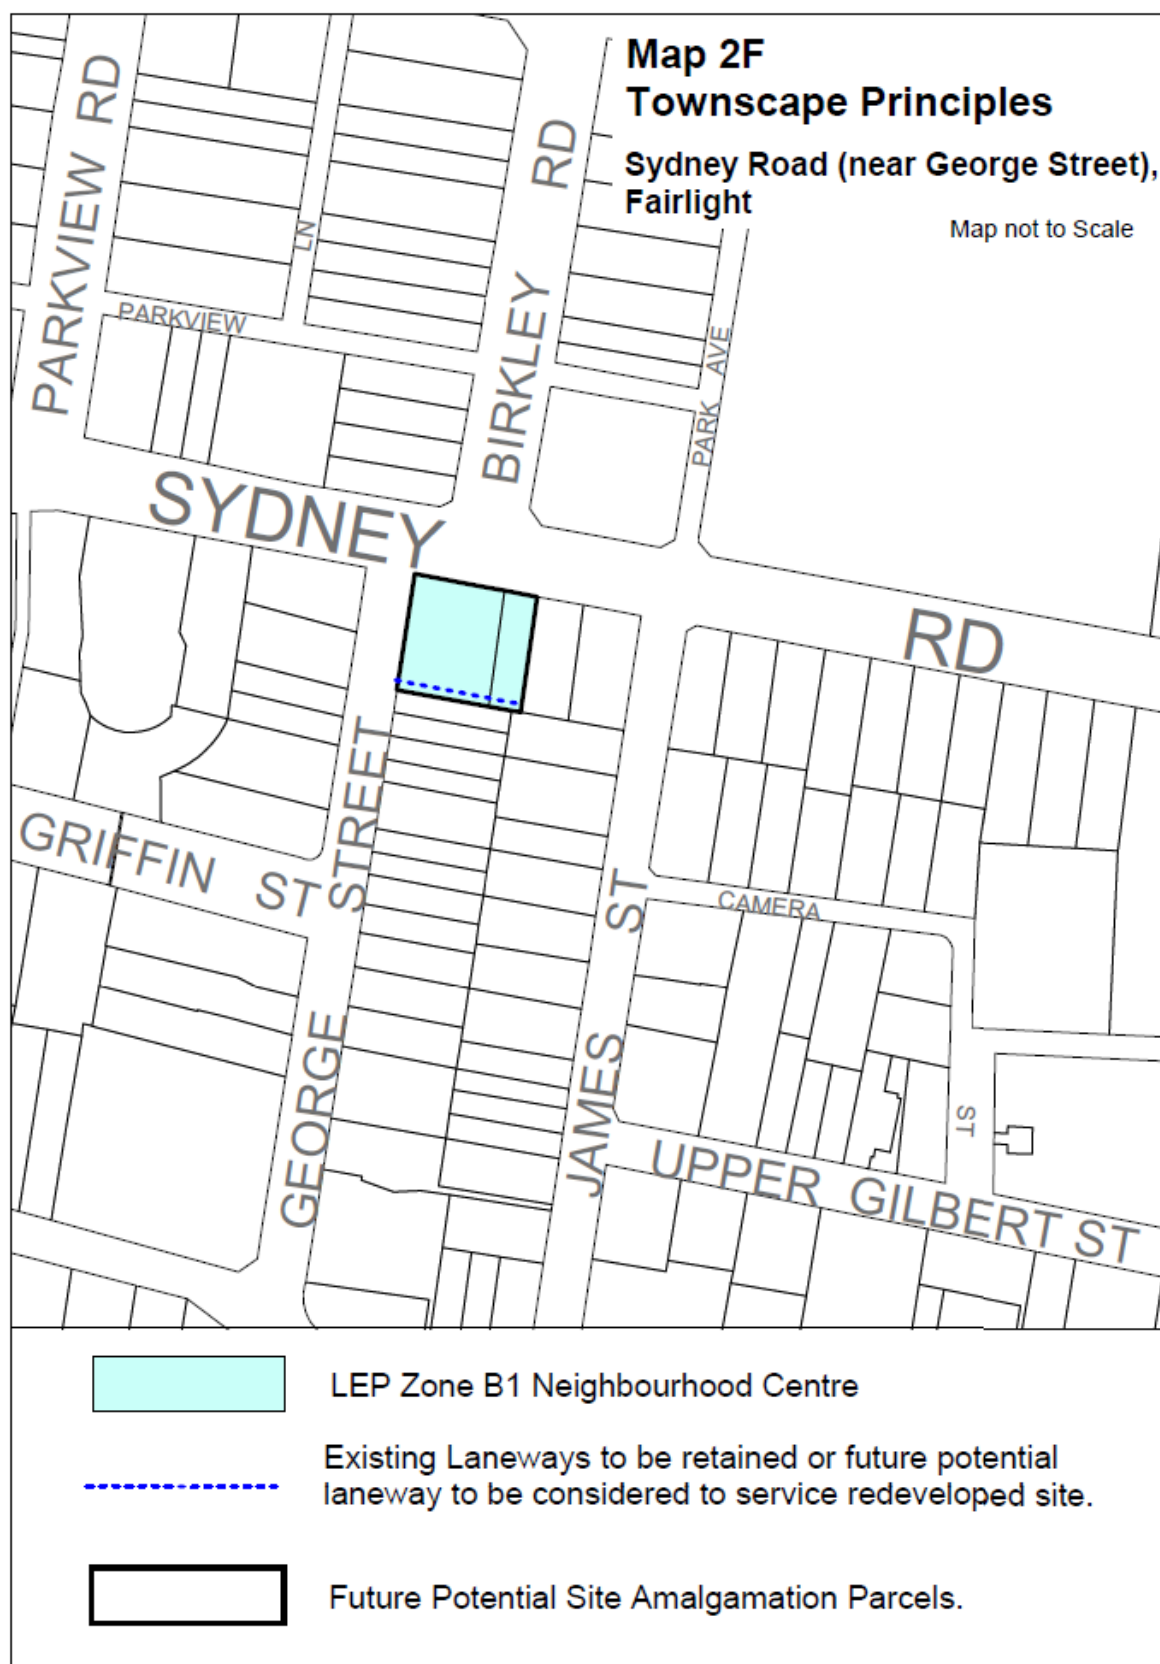 Map 2F
Townscape Principles
Sydney Road (near George Street),
Fairlight
Map not to Scale
PARKVIEW RD
LN
PARKVIEW
BIRKLEY RD
PARK AVE
SYDNEY RD
GRIFFIN ST
GEORGE STREET
JAMES ST
CAMERA ST
UPPER GILBERT ST
LEP Zone B1 Neighbourhood Centre
Existing Laneways to be retained or future potential
laneway to be considered to service redeveloped site.
Future Potential Site Amalgamation Parcels.